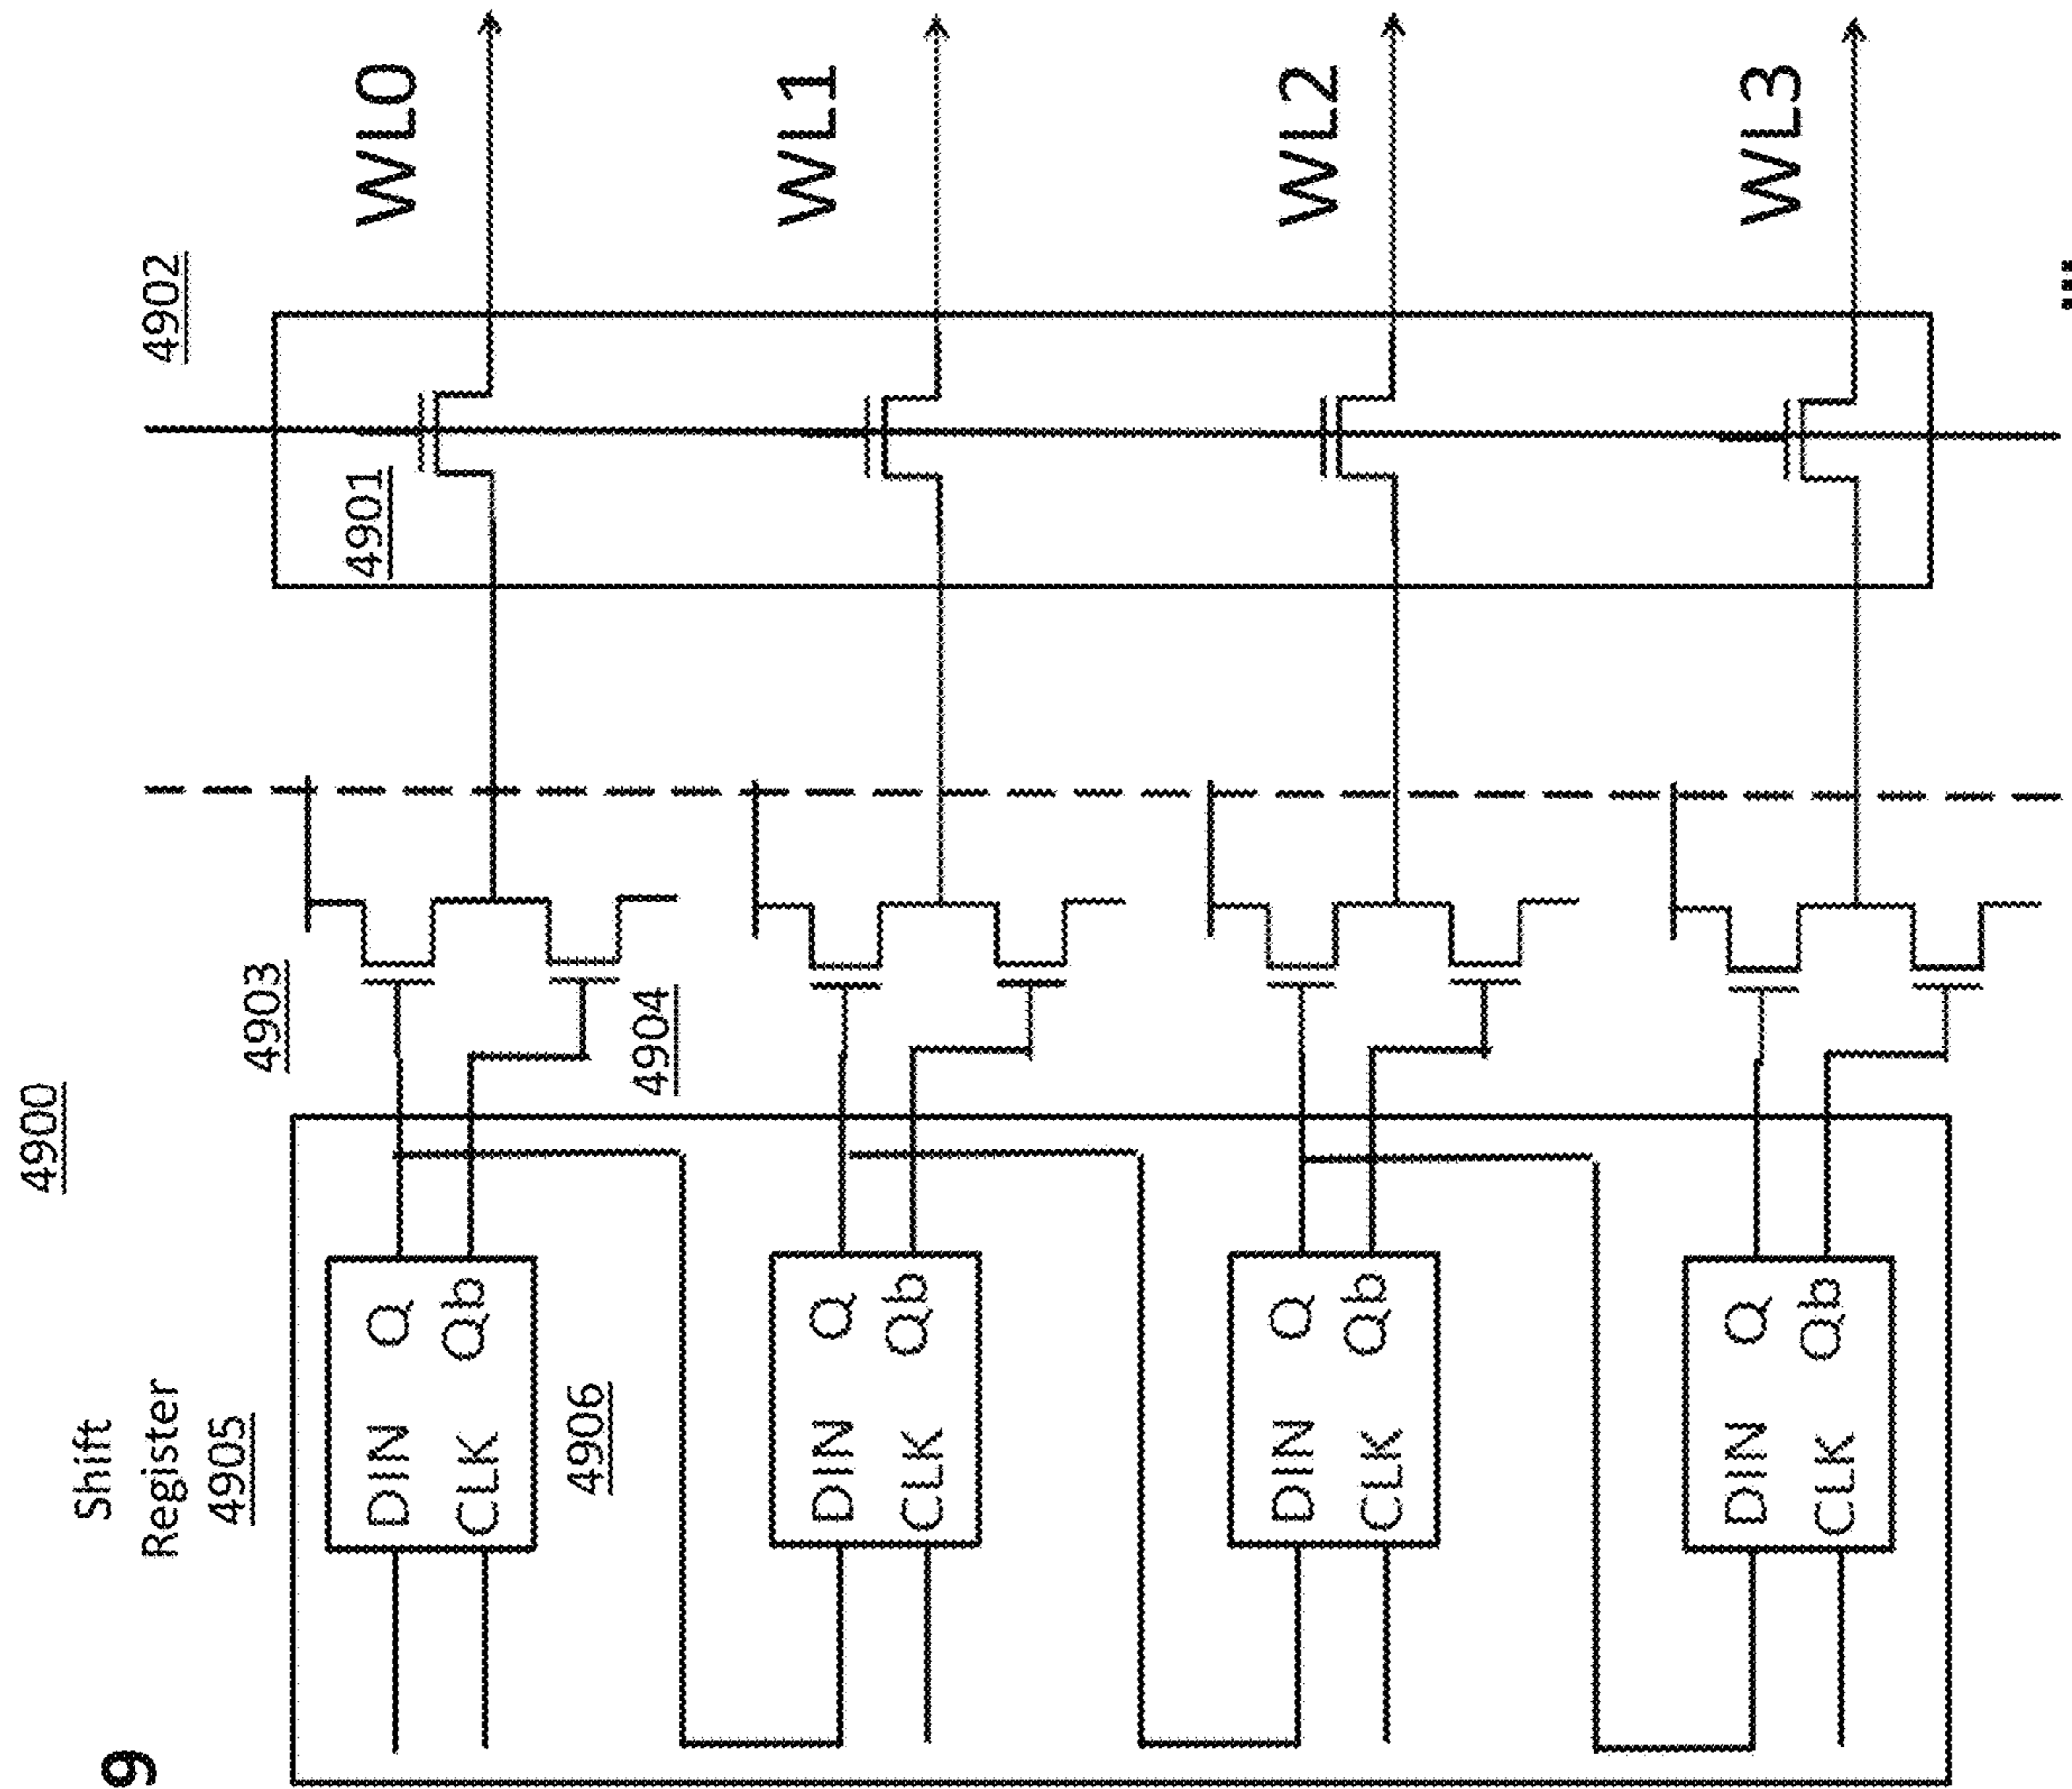 9
4900
Shift
Register
4905
4903
4902
4901
WL0
DIN Q
CLK Qb
4906
4904
WL1
DIN Q
CLK Qb
WL2
DIN Q
CLK Qb
WL3
DIN Q
CLK Qb
...